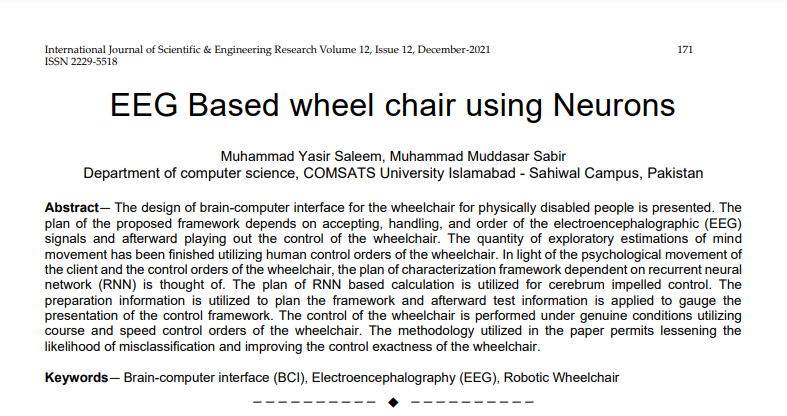 International Journal of Scientific & Engineering Research Volume 12, Issue 12, December-2021 171
ISSN 2229-5518
EEG Based wheel chair using Neurons
Muhammad Yasir Saleem, Muhammad Muddasar Sabir
Department of computer science, COMSATS University Islamabad - Sahiwal Campus, Pakistan
Abstract— The design of brain-computer interface for the wheelchair for physically disabled people is presented. The
plan of the proposed framework depends on accepting, handling, and order of the electroencephalographic (EEG)
signals and afterward playing out the control of the wheelchair. The quantity of exploratory estimations of mind
movement has been finished utilizing human control orders of the wheelchair. In light of the psychological movement of
the client and the control orders of the wheelchair, the plan of characterization framework dependent on recurrent neural
network (RNN) is thought of. The plan of RNN based calculation is utilized for cerebrum impelled control. The
preparation information is utilized to plan the framework and afterward test information is applied to gauge the
presentation of the control framework. The control of the wheelchair is performed under genuine conditions utilizing
course and speed control orders of the wheelchair. The methodology utilized in the paper permits lessening the
likelihood of misclassification and improving the control exactness of the wheelchair.
Keywords— Brain-computer interface (BCI), Electroencephalography (EEG), Robotic Wheelchair